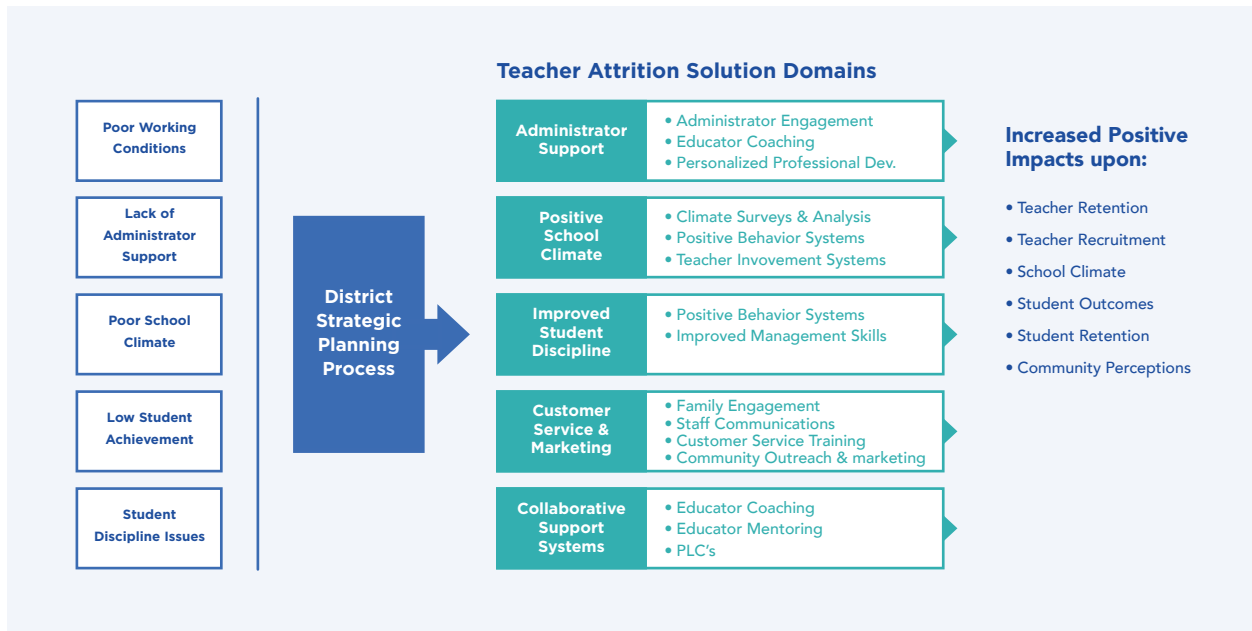 Teacher Attrition Solution Domains
Poor Working
Conditions
Lack of
Administrator
Support
Poor School
Climate
Low Student
Achievement
Student
Discipline Issues
District
Strategic
Planning
Process
Administrator
Support
• Administrator Engagement
• Educator Coaching
• Personalized Professional Dev.
Positive
School
Climate
• Climate Surveys & Analysis
• Positive Behavior Systems
• Teacher Invovement Systems
Improved
Student
Discipline
• Positive Behavior Systems
• Improved Management Skills
Customer
Service &
Marketing
• Family Engagement
• Staff Communications
• Customer Service Training
• Community Outreach & marketing
Collaborative
Support
Systems
• Educator Coaching
• Educator Mentoring
• PLC's
Increased Positive
Impacts upon:
• Teacher Retention
• Teacher Recruitment
• School Climate
• Student Outcomes
• Student Retention
• Community Perceptions